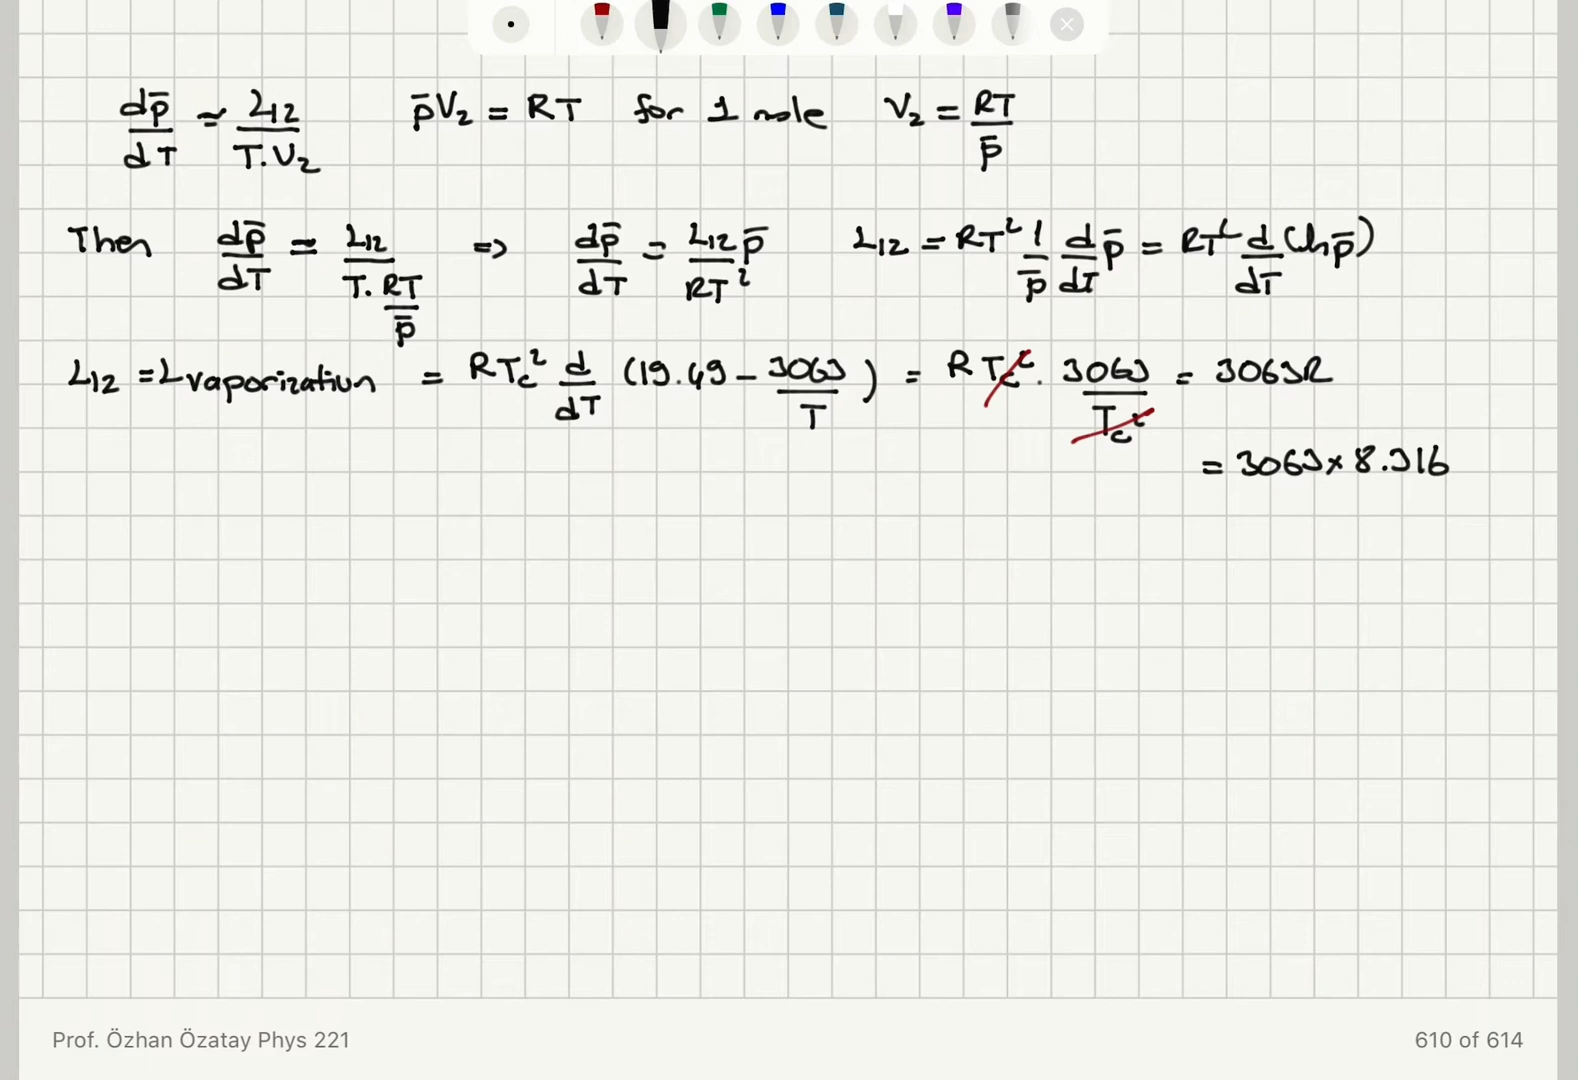 dp̄/dT ≃ L12/T.V2 p̄V2 = RT for 1 mole V2 = RT/p̄
Then dp̄/dT ≃ L12/(T.RT/p̄) => dp̄/dT = L12 p̄/RT² L12 = RT² 1/p̄ d/dT p̄ = RT² d/dT (ln p̄)
L12 = Lvaporization = RTc² d/dT (19.49 - 3063/T) = RTc² . 3063/Tc² = 3063R
= 3063 x 8.316
Prof. Özhan Özatay Phys 221
610 of 614